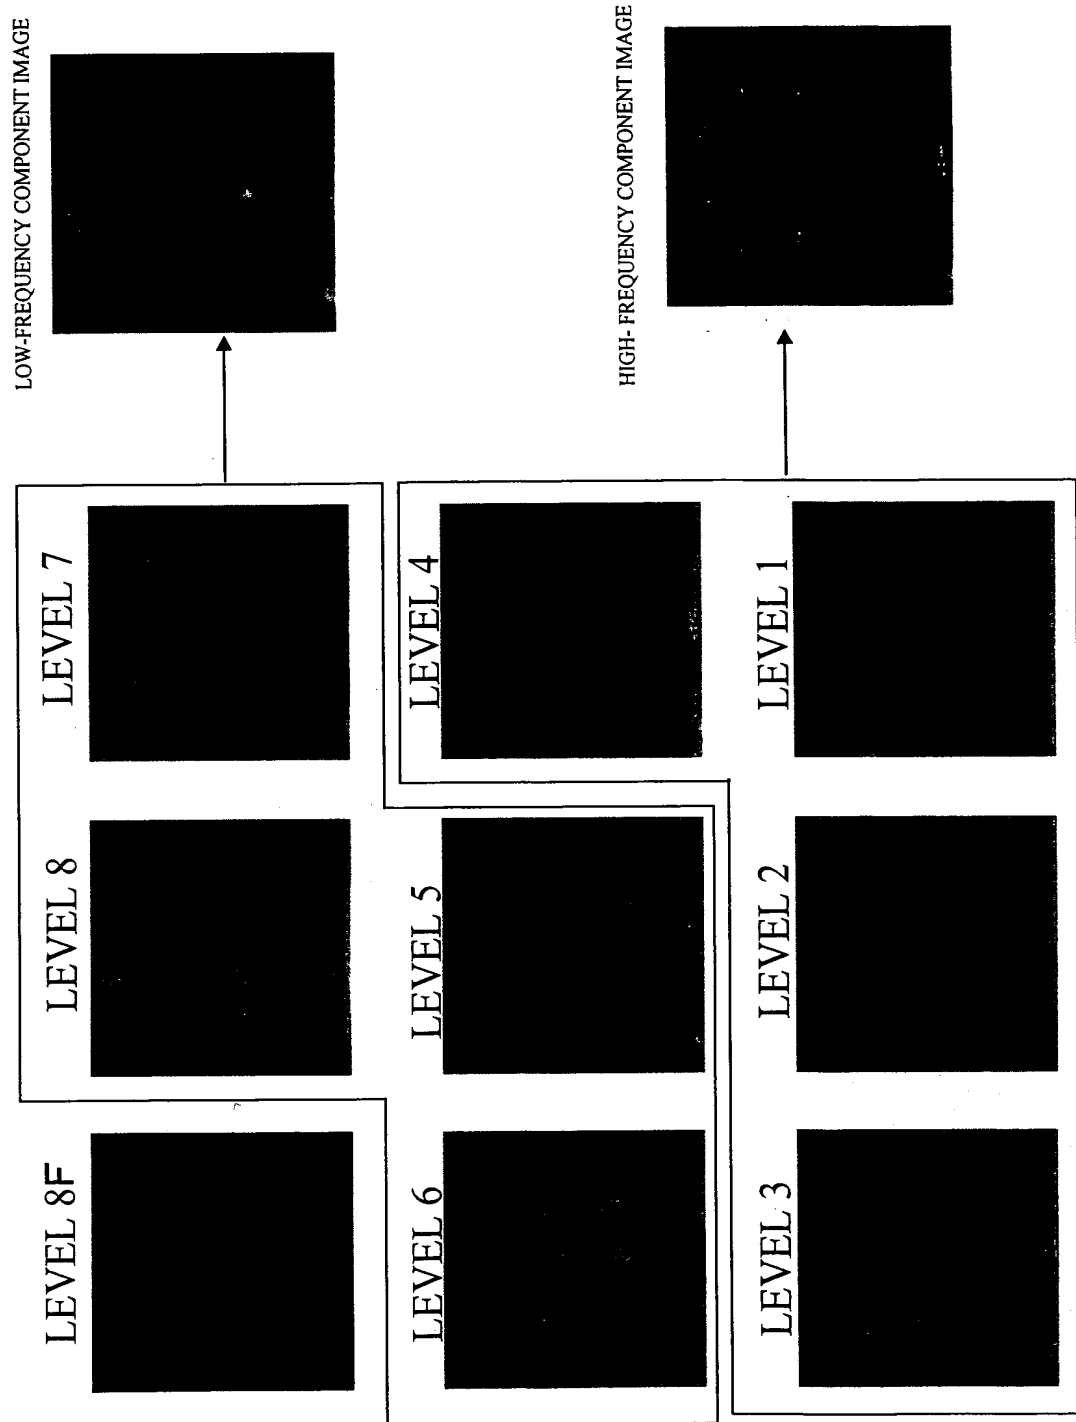 LEVEL 8F
LEVEL 8
LEVEL 7
LOW-FREQUENCY COMPONENT IMAGE
LEVEL 6
LEVEL 5
LEVEL 4
LEVEL 3
LEVEL 2
LEVEL 1
HIGH- FREQUENCY COMPONENT IMAGE